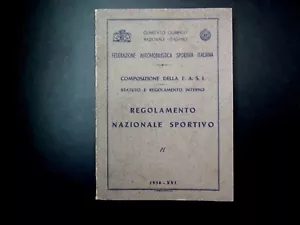 COMITATO OLIMPICO
NAZIONALE ITALIANO
FEDERAZIONE AUTOMOBILISTICA SPORTIVA ITALIANA
COMPOSIZIONE DELLA F. A. S. I.
STATUTO E REGOLAMENTO INTERNO
REGOLAMENTO
NAZIONALE SPORTIVO
1938 - XVI